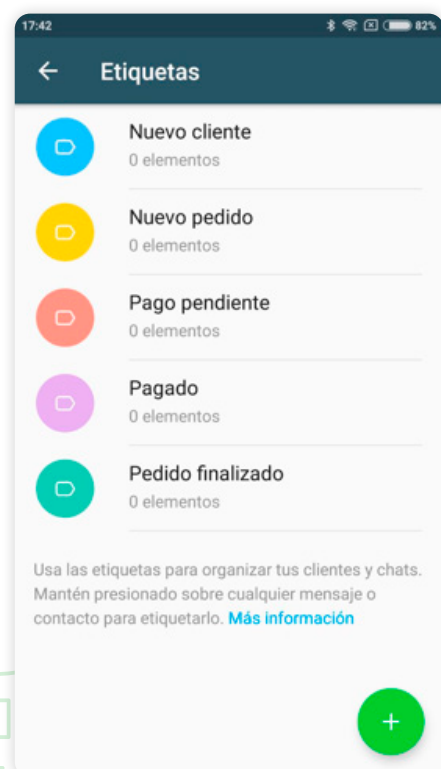 17:42 82%
Etiquetas
Nuevo cliente
0 elementos
Nuevo pedido
0 elementos
Pago pendiente
0 elementos
Pagado
0 elementos
Pedido finalizado
0 elementos
Usa las etiquetas para organizar tus clientes y chats.
Mantén presionado sobre cualquier mensaje o
contacto para etiquetarlo. Más información